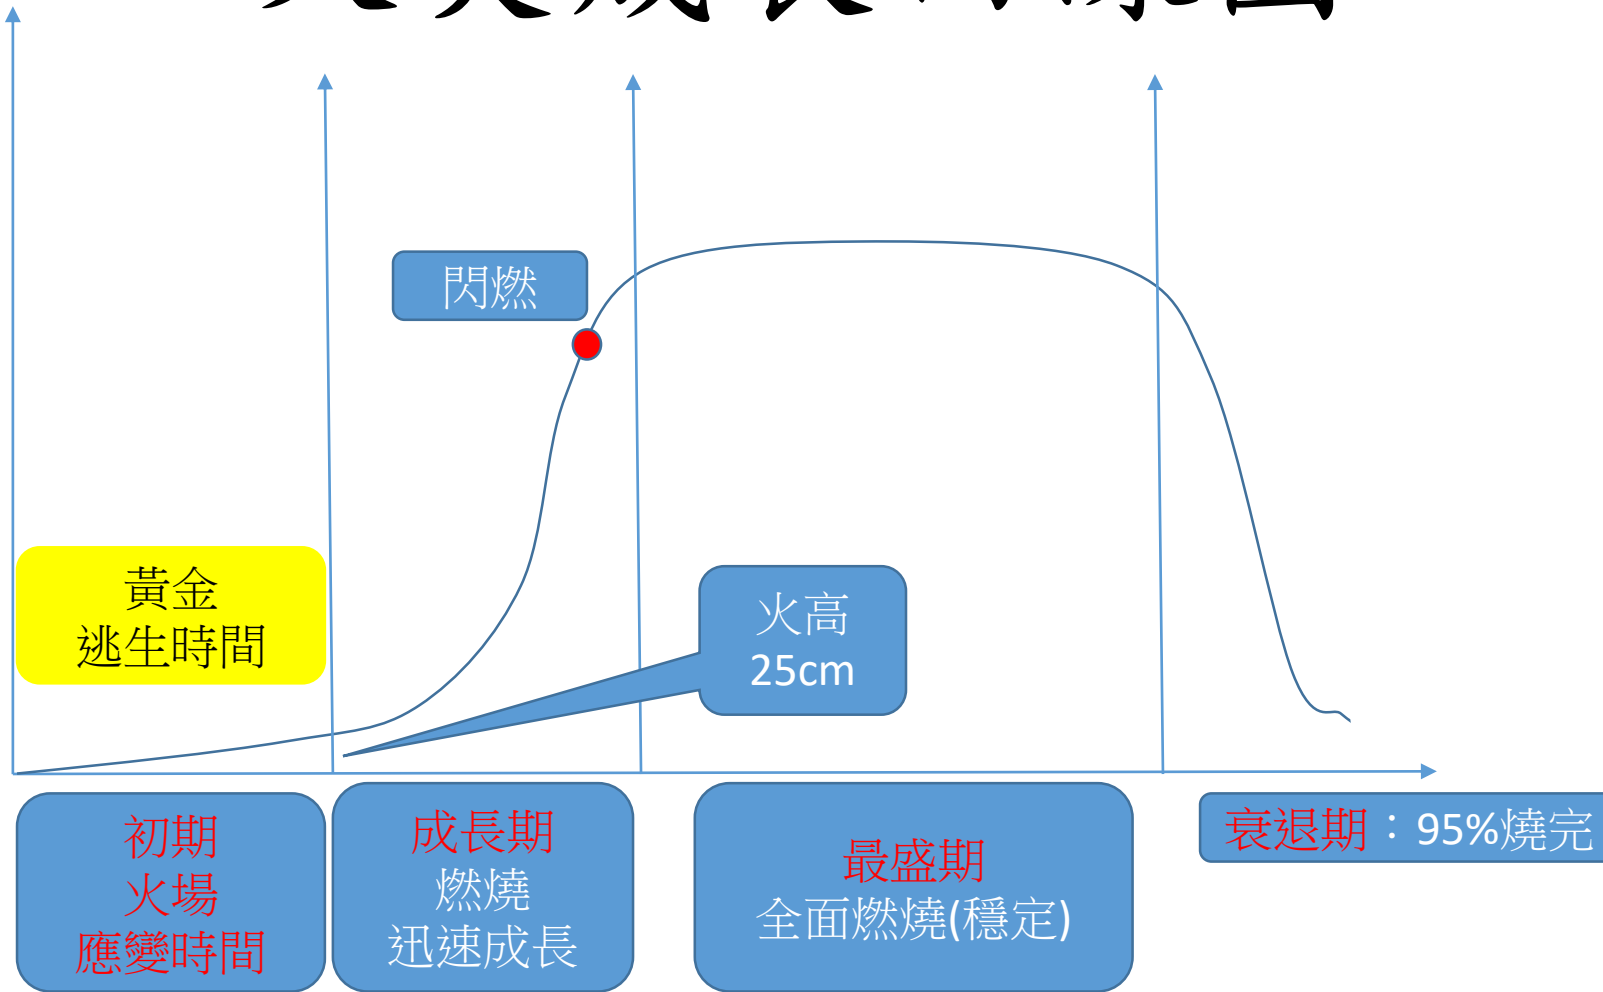 閃燃
黃金
逃生時間
火高
25cm
初期
火場
應變時間
成長期
燃燒
迅速成長
最盛期
全面燃燒(穩定)
衰退期：95%燒完